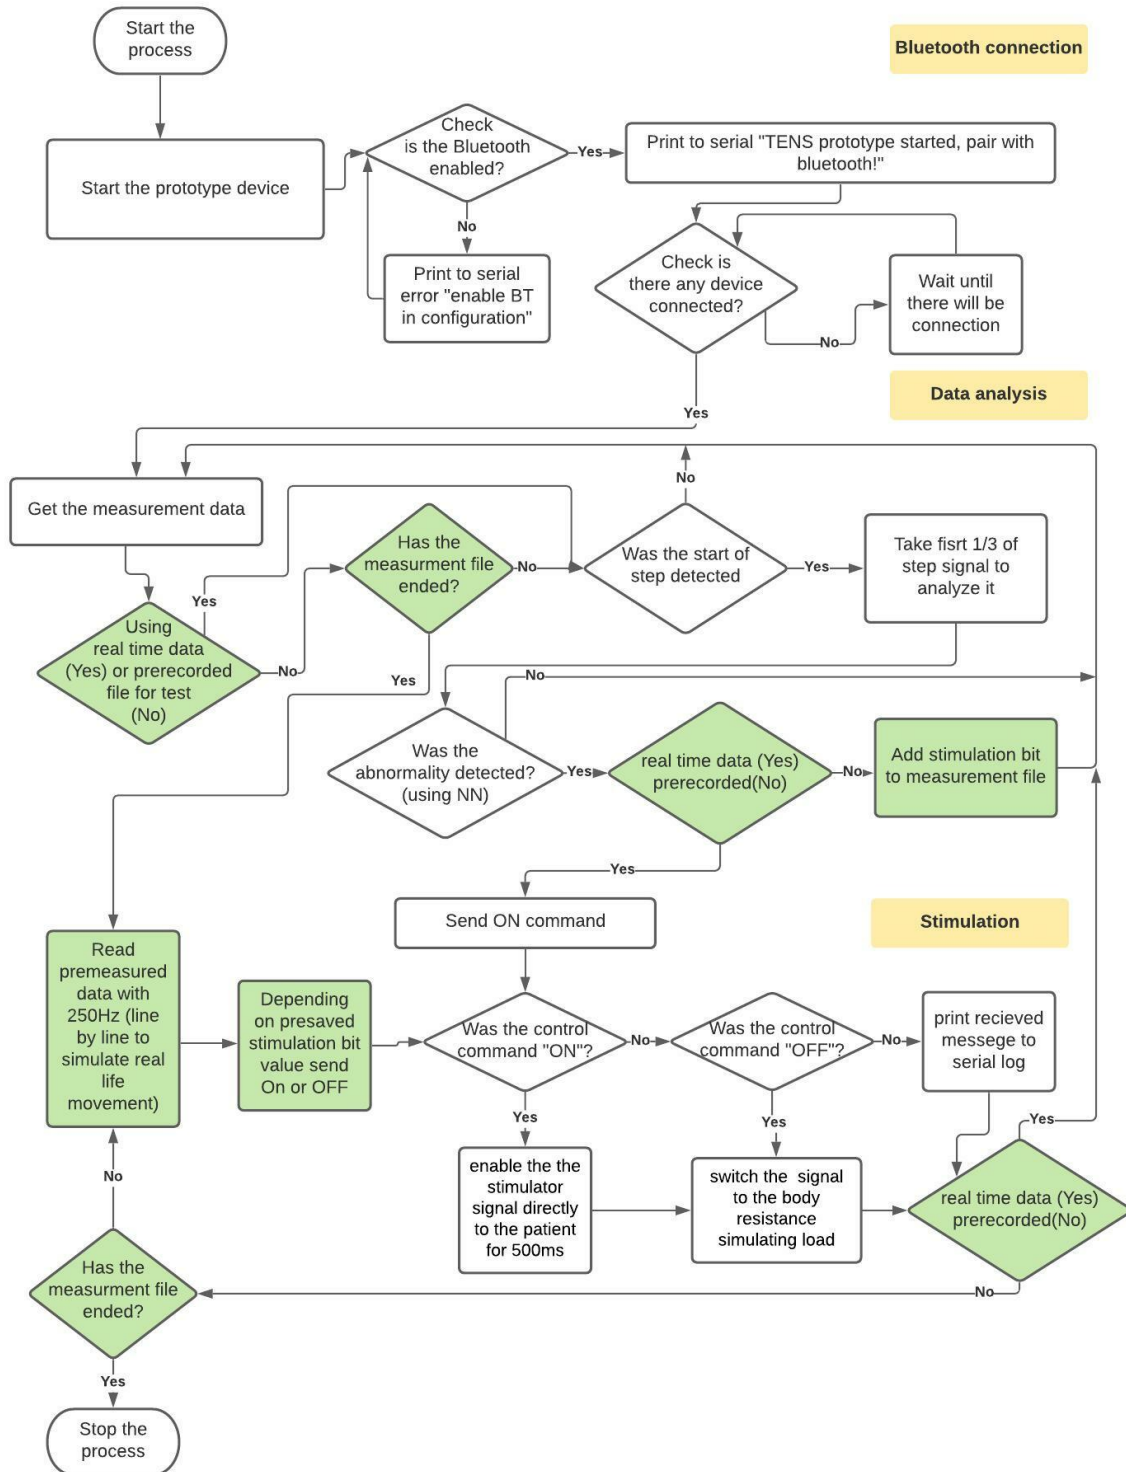 Start the
process
Bluetooth connection
Start the prototype device
Check
is the Bluetooth
enabled?
Yes
Print to serial "TENS prototype started, pair with
bluetooth!"
No
Print to serial
error "enable BT
in configuration"
Check is
there any device
connected?
Wait until
there will be
connection
No
Data analysis
Yes
Get the measurement data
No
Has the
measurment file
ended?
No
Was the start of
step detected
Yes
Take fisrt 1/3 of
step signal to
analyze it
Yes
Using
real time data
(Yes) or prerecorded
file for test
(No)
No
Yes
No
Was the
abnormality detected?
(using NN)
Yes
real time data (Yes)
prerecorded(No)
No
Add stimulation bit
to measurement file
Yes
Send ON command
Stimulation
Read
premeasured
data with
250Hz (line
by line to
simulate real
life
movement)
Depending
on presaved
stimulation bit
value send
On or OFF
Was the control
command "ON"?
No
Was the control
command "OFF"?
No
print recieved
messege to
serial log
Yes
Yes
Yes
enable the the
stimulator
signal directly
to the patient
for 500ms
switch the signal
to the body
resistance
simulating load
real time data (Yes)
prerecorded(No)
No
Has the
measurment file
ended?
No
Yes
Stop the
process